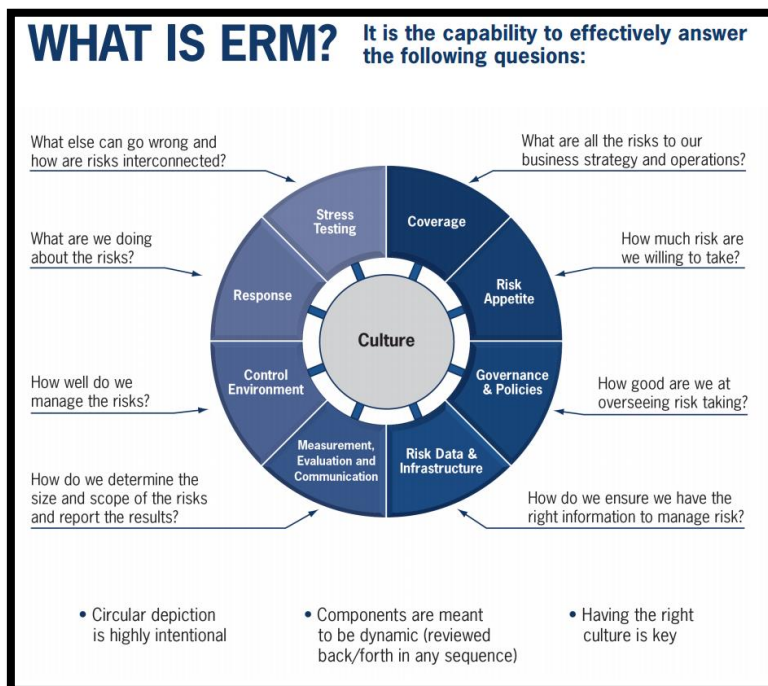 WHAT IS ERM?
It is the capability to effectively answer
the following quesions:
What else can go wrong and
how are risks interconnected?
What are all the risks to our
business strategy and operations?
Stress
Testing
Coverage
What are we doing
about the risks?
How much risk are
we willing to take?
Response
Risk
Appetite
Culture
How well do we
manage the risks?
Control
Environment
Governance
& Policies
How good are we at
overseeing risk taking?
Measurement,
Evaluation and
Communication
Risk Data &
Infrastructure
How do we determine the
size and scope of the risks
and report the results?
How do we ensure we have the
right information to manage risk?
• Circular depiction
is highly intentional
• Components are meant
to be dynamic (reviewed
back/forth in any sequence)
• Having the right
culture is key